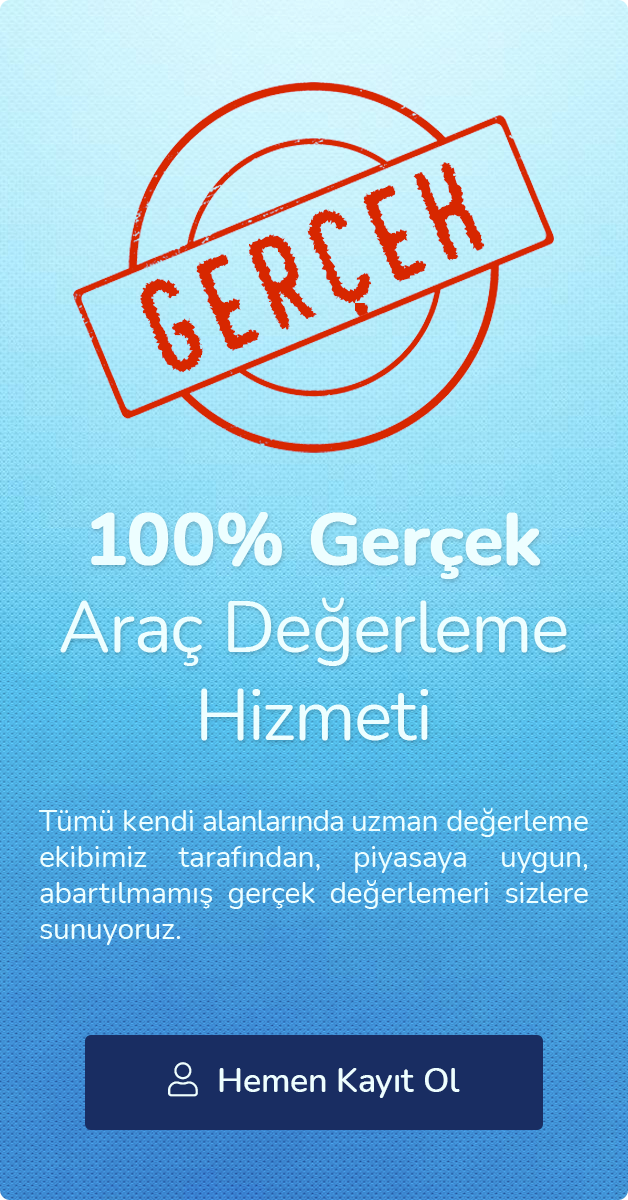 GERÇEK
100% Gerçek
Araç Değerleme
Hizmeti
Tümü kendi alanlarında uzman değerleme
ekibimiz tarafından, piyasaya uygun,
abartılmamış gerçek değerlemeri sizlere
sunuyoruz.
Hemen Kayıt Ol